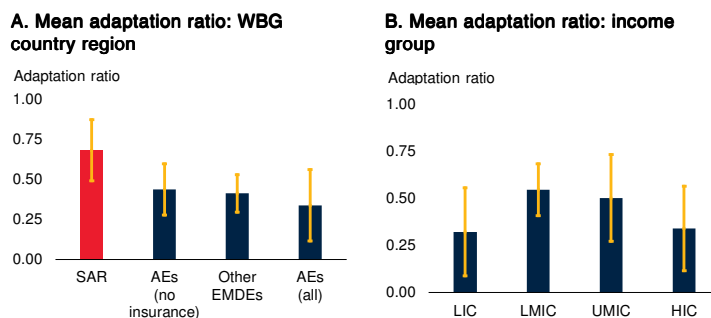 A. Mean adaptation ratio: WBG
country region
Adaptation ratio
1.00
0.75
0.50
0.25
0.00
SAR
AEs
(no
insurance)
Other
EMDEs
AEs
(all)
B. Mean adaptation ratio: income
group
Adaptation ratio
1.00
0.75
0.50
0.25
0.00
LIC
LMIC
UMIC
HIC